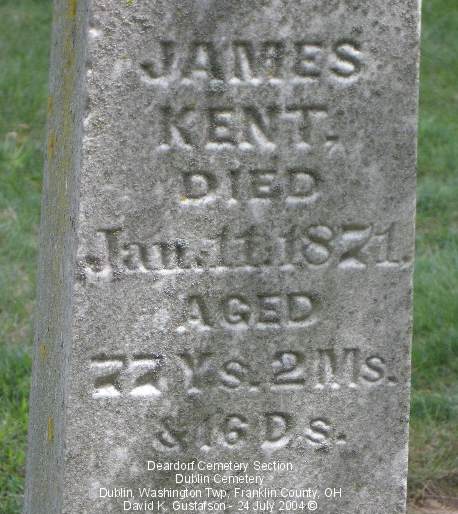 JAMES
KENT.
DIED
Jan. 11. 1871.
AGED
77 Ys. 2 Ms.
& 16 Ds.
Deardorf Cemetery Section
Dublin Cemetery
Dublin, Washington Twp, Franklin County, OH
David K. Gustafson - 24 July 2004 ©